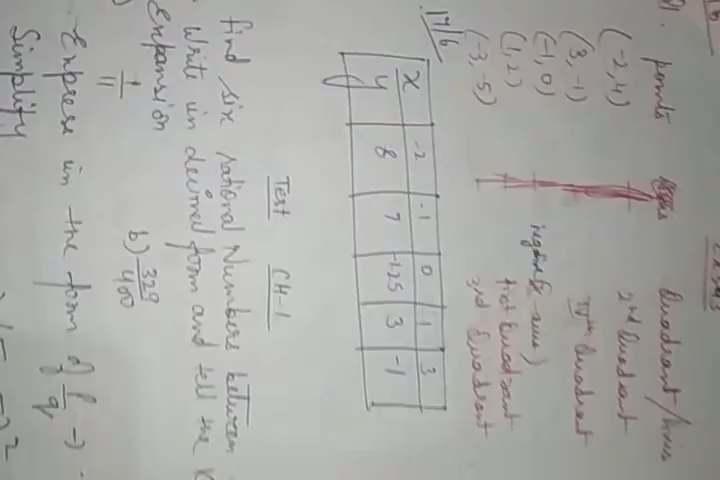 points Quadrant/Axis
(-2, 4) 2nd Quadrant
(3, -1) IVth Quadrant
(-1, 0) negative x-axis)
(1, 2) Quadrant
(-3, -5) 3rd Quadrant
17/6
x -2 -1 0 1 3
y 8 7 -1.25 3 -1
Test CH-1
find six rational Numbers between
Write in decimal form and tell the
Expansion
1/11 b) 329/400
Express in the form of p/q →
Simplify